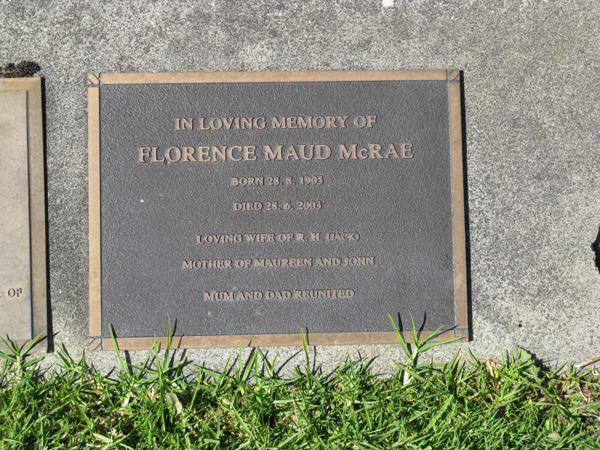 IN LOVING MEMORY OF
FLORENCE MAUD McRAE
BORN 28. 8. 1905
DIED 28. 6. 2003
LOVING WIFE OF R. H. (JACK)
MOTHER OF MAUREEN AND JOHN
MUM AND DAD REUNITED
OF